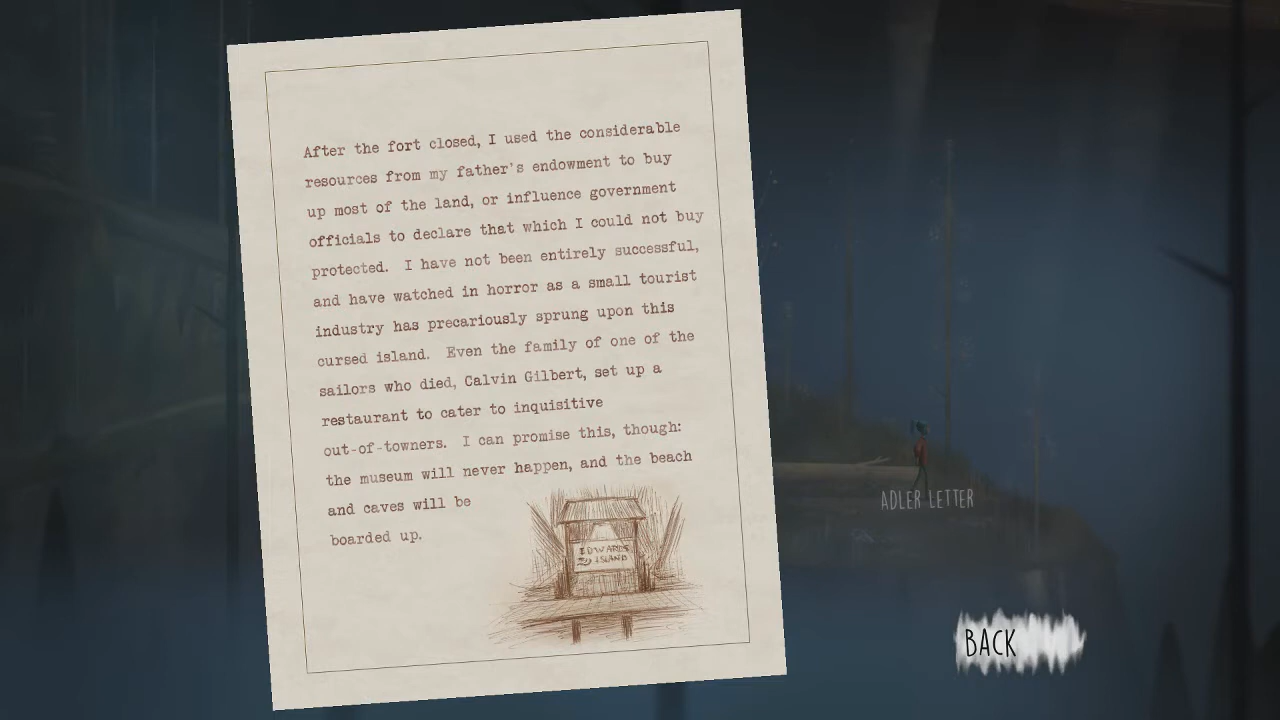 After the fort closed, I used the considerable
resources from my father's endowment to buy
up most of the land, or influence government
officials to declare that which I could not buy
protected.  I have not been entirely successful,
and have watched in horror as a small tourist
industry has precariously sprung upon this
cursed island.  Even the family of one of the
sailors who died, Calvin Gilbert, set up a
restaurant to cater to inquisitive
out-of-towners.  I can promise this, though:
the museum will never happen, and the beach
and caves will be
boarded up.
EDWARDS
ISLAND
ADLER LETTER
BACK